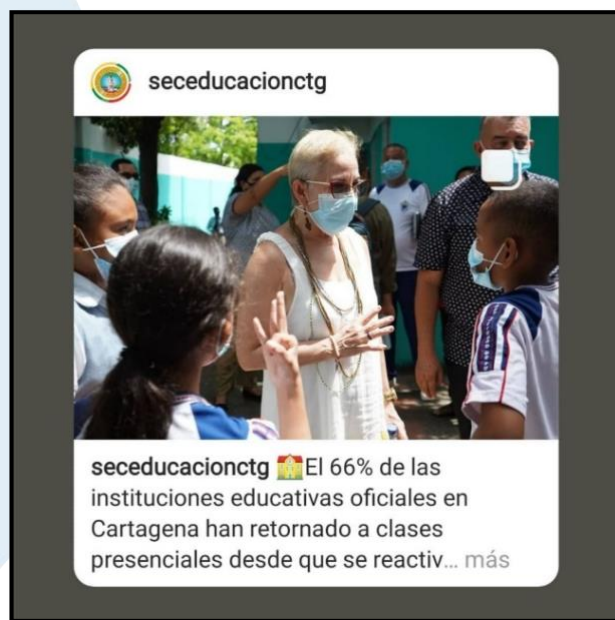 seceducacionctg
seceducacionctg El 66% de las
instituciones educativas oficiales en
Cartagena han retornado a clases
presenciales desde que se reactiv... más